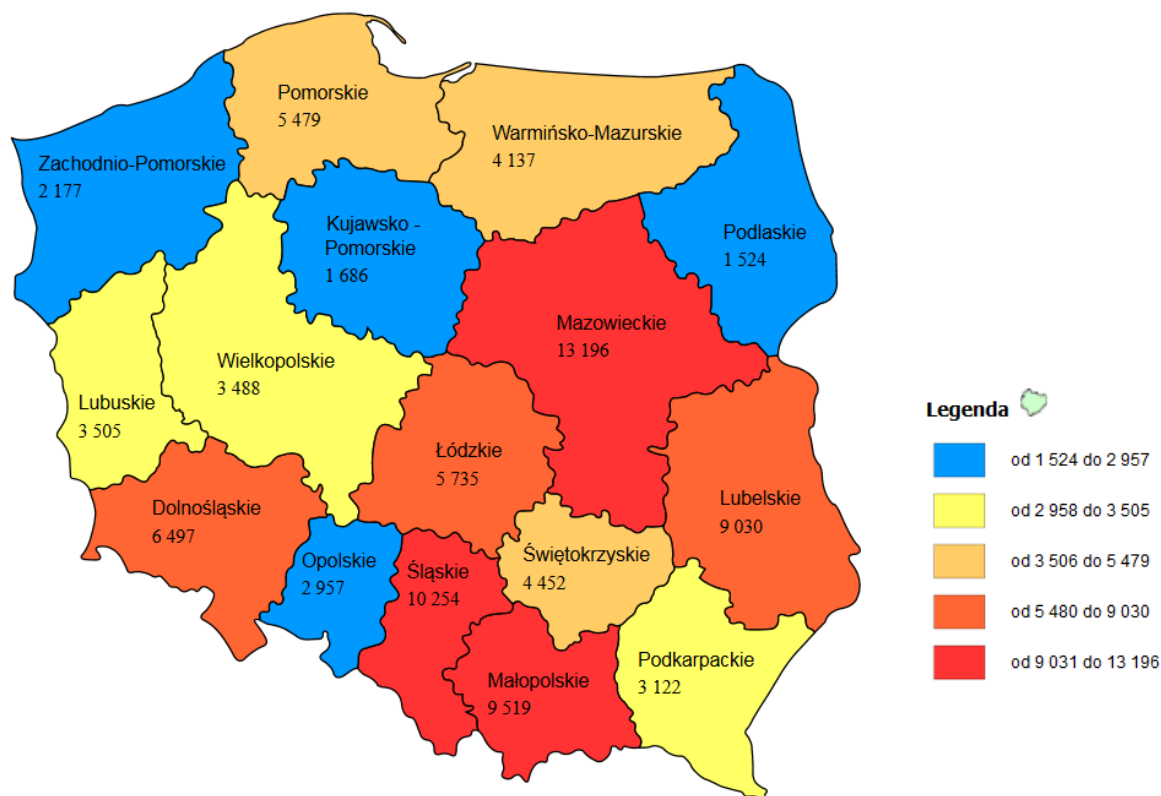 Pomorskie
5 479
Warmińsko-Mazurskie
4 137
Zachodnio-Pomorskie
2 177
Kujawsko -
Pomorskie
1 686
Podlaskie
1 524
Mazowieckie
13 196
Wielkopolskie
3 488
Lubuskie
3 505
Łódzkie
5 735
Lubelskie
9 030
Dolnośląskie
6 497
Opolskie
2 957
Śląskie
10 254
Świętokrzyskie
4 452
Małopolskie
9 519
Podkarpackie
3 122
Legenda
od 1 524 do 2 957
od 2 958 do 3 505
od 3 506 do 5 479
od 5 480 do 9 030
od 9 031 do 13 196